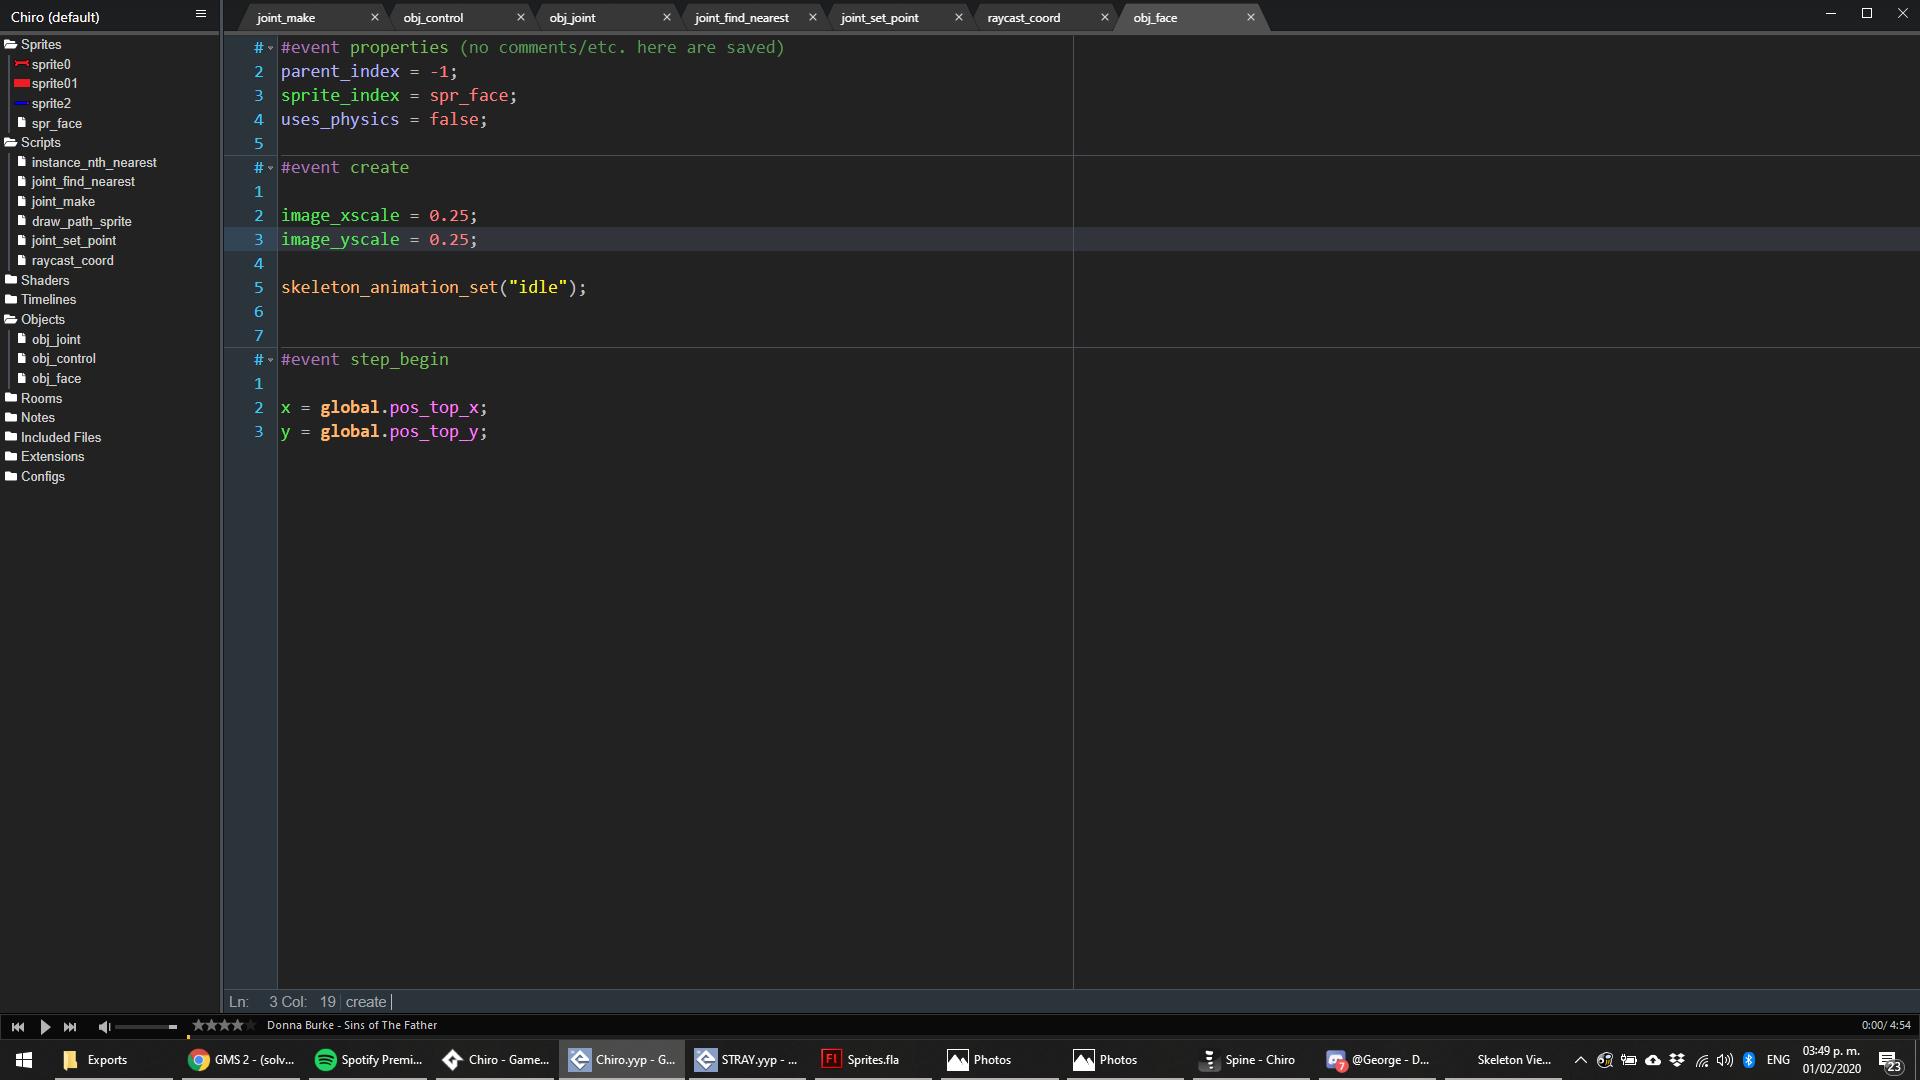 Chiro (default)
joint_make
obj_control
obj_joint
joint_find_nearest
joint_set_point
raycast_coord
obj_face
Sprites
sprite0
sprite01
sprite2
spr_face
Scripts
instance_nth_nearest
joint_find_nearest
joint_make
draw_path_sprite
joint_set_point
raycast_coord
Shaders
Timelines
Objects
obj_joint
obj_control
obj_face
Rooms
Notes
Included Files
Extensions
Configs
# #event properties (no comments/etc. here are saved)
2 parent_index = -1;
3 sprite_index = spr_face;
4 uses_physics = false;
5
# #event create
1
2 image_xscale = 0.25;
3 image_yscale = 0.25;
4
5 skeleton_animation_set("idle");
6
7
# #event step_begin
1
2 x = global.pos_top_x;
3 y = global.pos_top_y;
Ln: 3 Col: 19 create
Donna Burke - Sins of The Father
0:00/ 4:54
Exports
GMS 2 - (solv...
Spotify Premi...
Chiro - Game...
Chiro.yyp - G...
STRAY.yyp - ...
Fl Sprites.fla
Photos
Photos
Spine - Chiro
7 @George - D...
Skeleton Vie...
ENG
03:49 p. m.
01/02/2020
23